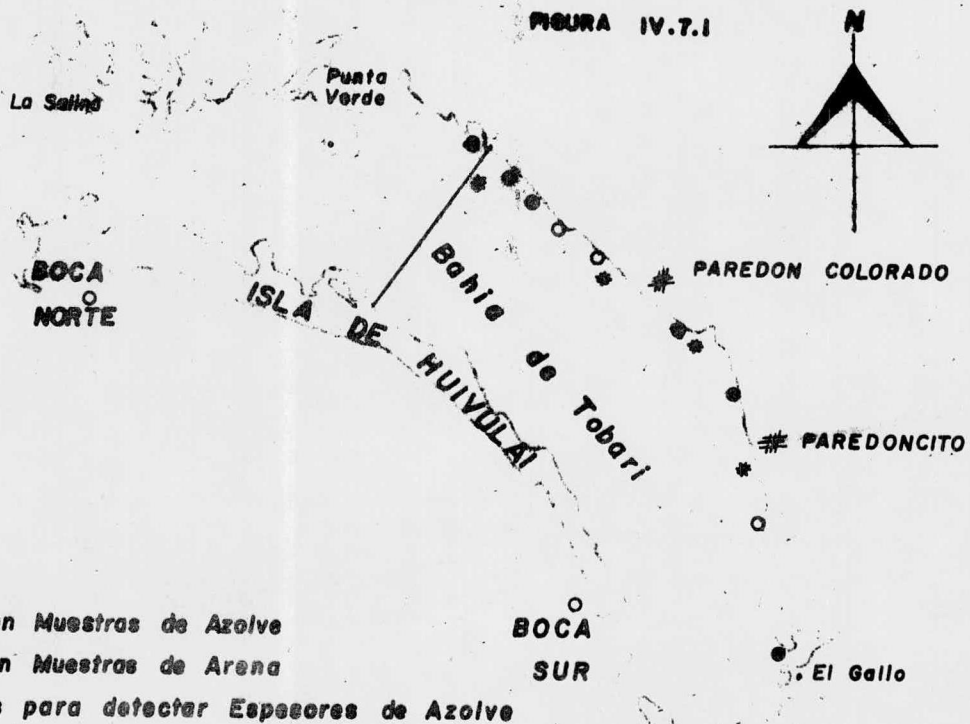 FIGURA IV.7.1
N
Punta
Verde
La Salina
BOCA
NORTE
ISLA DE HUIVULAI
Bahia de Tobari
PAREDON COLORADO
PAREDONCITO
n Muestras de Azolve
n Muestras de Arena
s para detectar Espesores de Azolve
BOCA
SUR
El Gallo